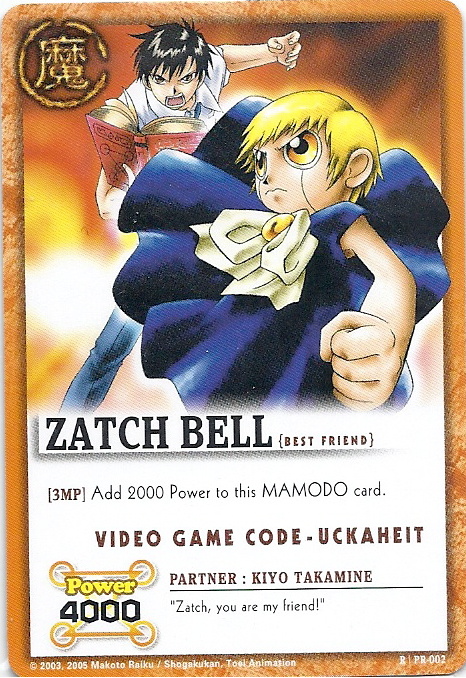 魔
ZATCH BELL {BEST FRIEND}
[3MP] Add 2000 Power to this MAMODO card.
VIDEO GAME CODE-UCKAHEIT
Power
4000
PARTNER : KIYO TAKAMINE
"Zatch, you are my friend!"
© 2003, 2005 Makoto Raiku / Shogakukan, Toei Animation
R | PR-002